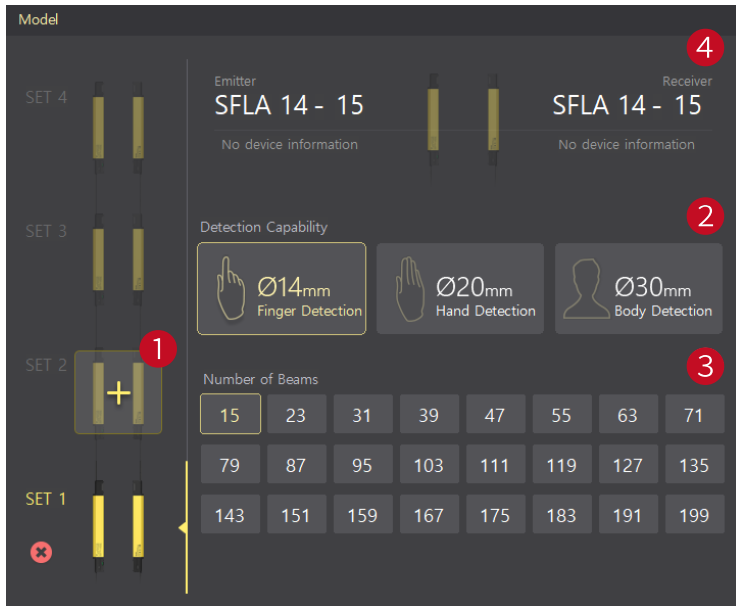 Model
4
Emitter
Receiver
SET 4
SFLA 14 - 15
SFLA 14 - 15
No device information
No device information
SET 3
Detection Capability
2
Ø14mm
Finger Detection
Ø20mm
Hand Detection
Ø30mm
Body Detection
1
SET 2
+
Number of Beams
3
15 23 31 39 47 55 63 71
79 87 95 103 111 119 127 135
SET 1
143 151 159 167 175 183 191 199